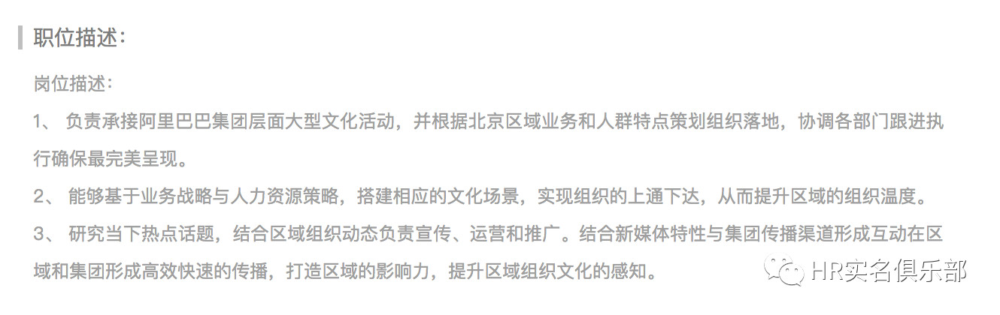 职位描述：
岗位描述：
1、 负责承接阿里巴巴集团层面大型文化活动，并根据北京区域业务和人群特点策划组织落地，协调各部门跟进执
行确保最完美呈现。
2、 能够基于业务战略与人力资源策略，搭建相应的文化场景，实现组织的上通下达，从而提升区域的组织温度。
3、 研究当下热点话题，结合区域组织动态负责宣传、运营和推广。结合新媒体特性与集团传播渠道形成互动在区
域和集团形成高效快速的传播，打造区域的影响力，提升区域组织文化的感知。
HR实名俱乐部